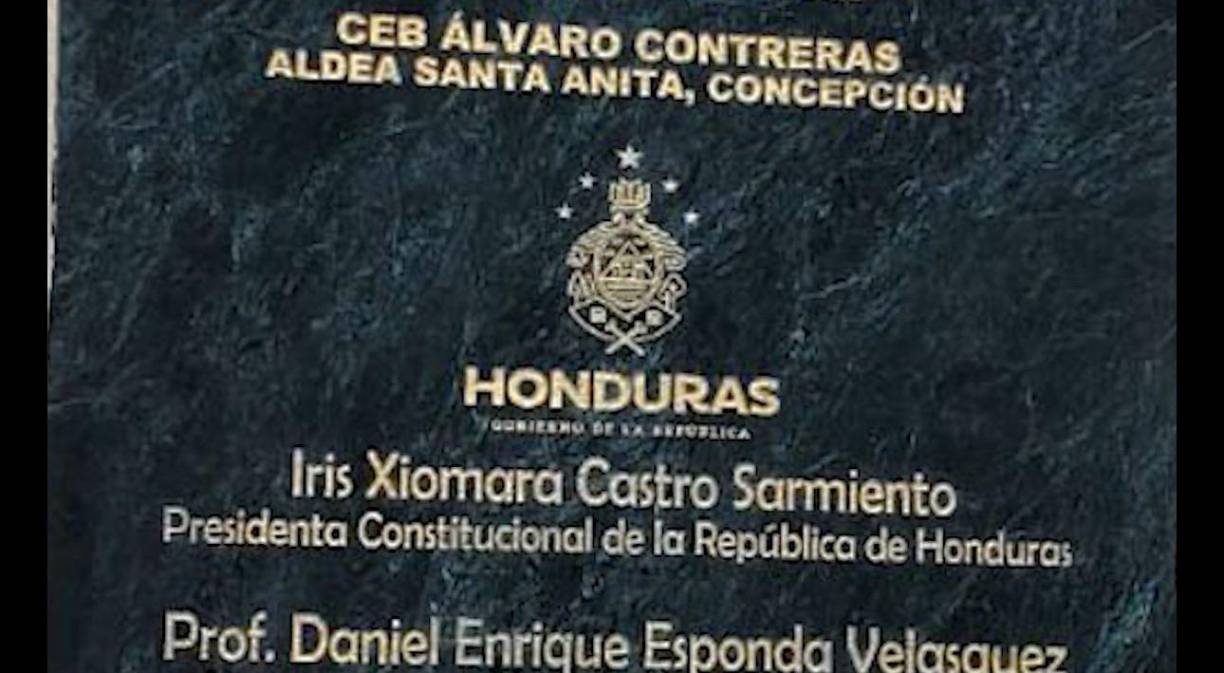 CEB ÁLVARO CONTRERAS
ALDEA SANTA ANITA, CONCEPCIÓN
HONDURAS
GOBIERNO DE LA REPÚBLICA
Iris Xiomara Castro Sarmiento
Presidenta Constitucional de la República de Honduras
Prof. Daniel Enrique Esponda Velasquez